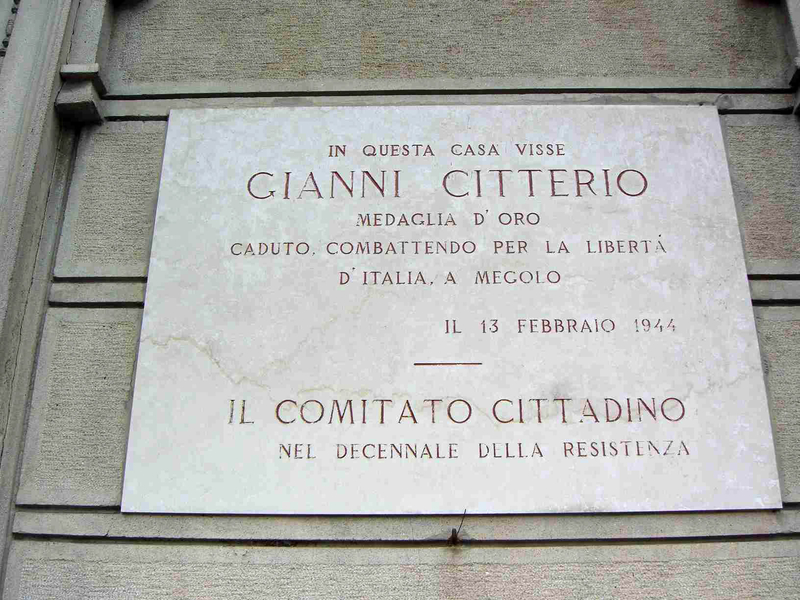 IN QUESTA CASA VISSE
GIANNI CITTERIO
MEDAGLIA D'ORO
CADUTO, COMBATTENDO PER LA LIBERTÀ
D'ITALIA, A MEGOLO
IL 13 FEBBRAIO 1944
IL COMITATO CITTADINO
NEL DECENNALE DELLA RESISTENZA